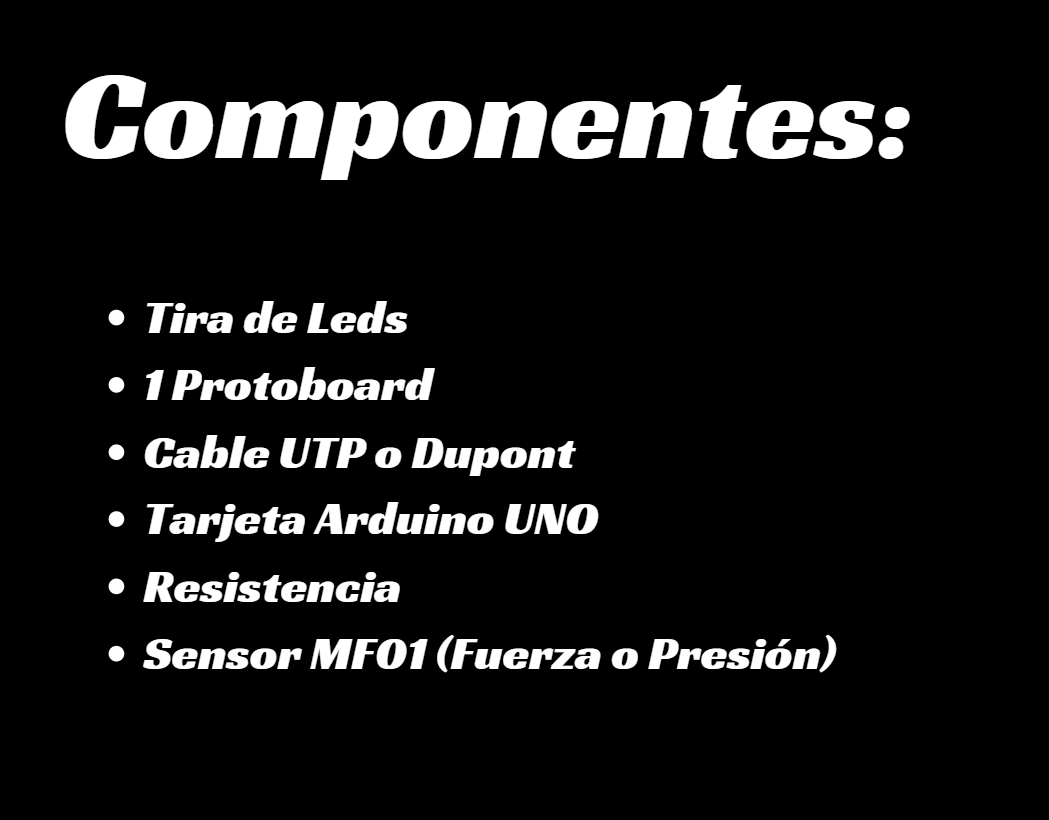 Componentes:
• Tira de Leds
• 1 Protoboard
• Cable UTP o Dupont
• Tarjeta Arduino UNO
• Resistencia
• Sensor MF01 (Fuerza o Presión)